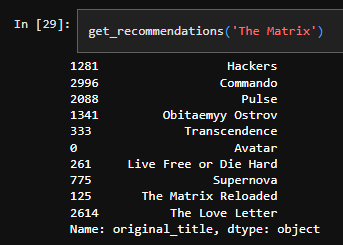 In [29]: get_recommendations('The Matrix')
1281 Hackers
2996 Commando
2088 Pulse
1341 Obitaemyy Ostrov
333 Transcendence
0 Avatar
261 Live Free or Die Hard
775 Supernova
125 The Matrix Reloaded
2614 The Love Letter
Name: original_title, dtype: object